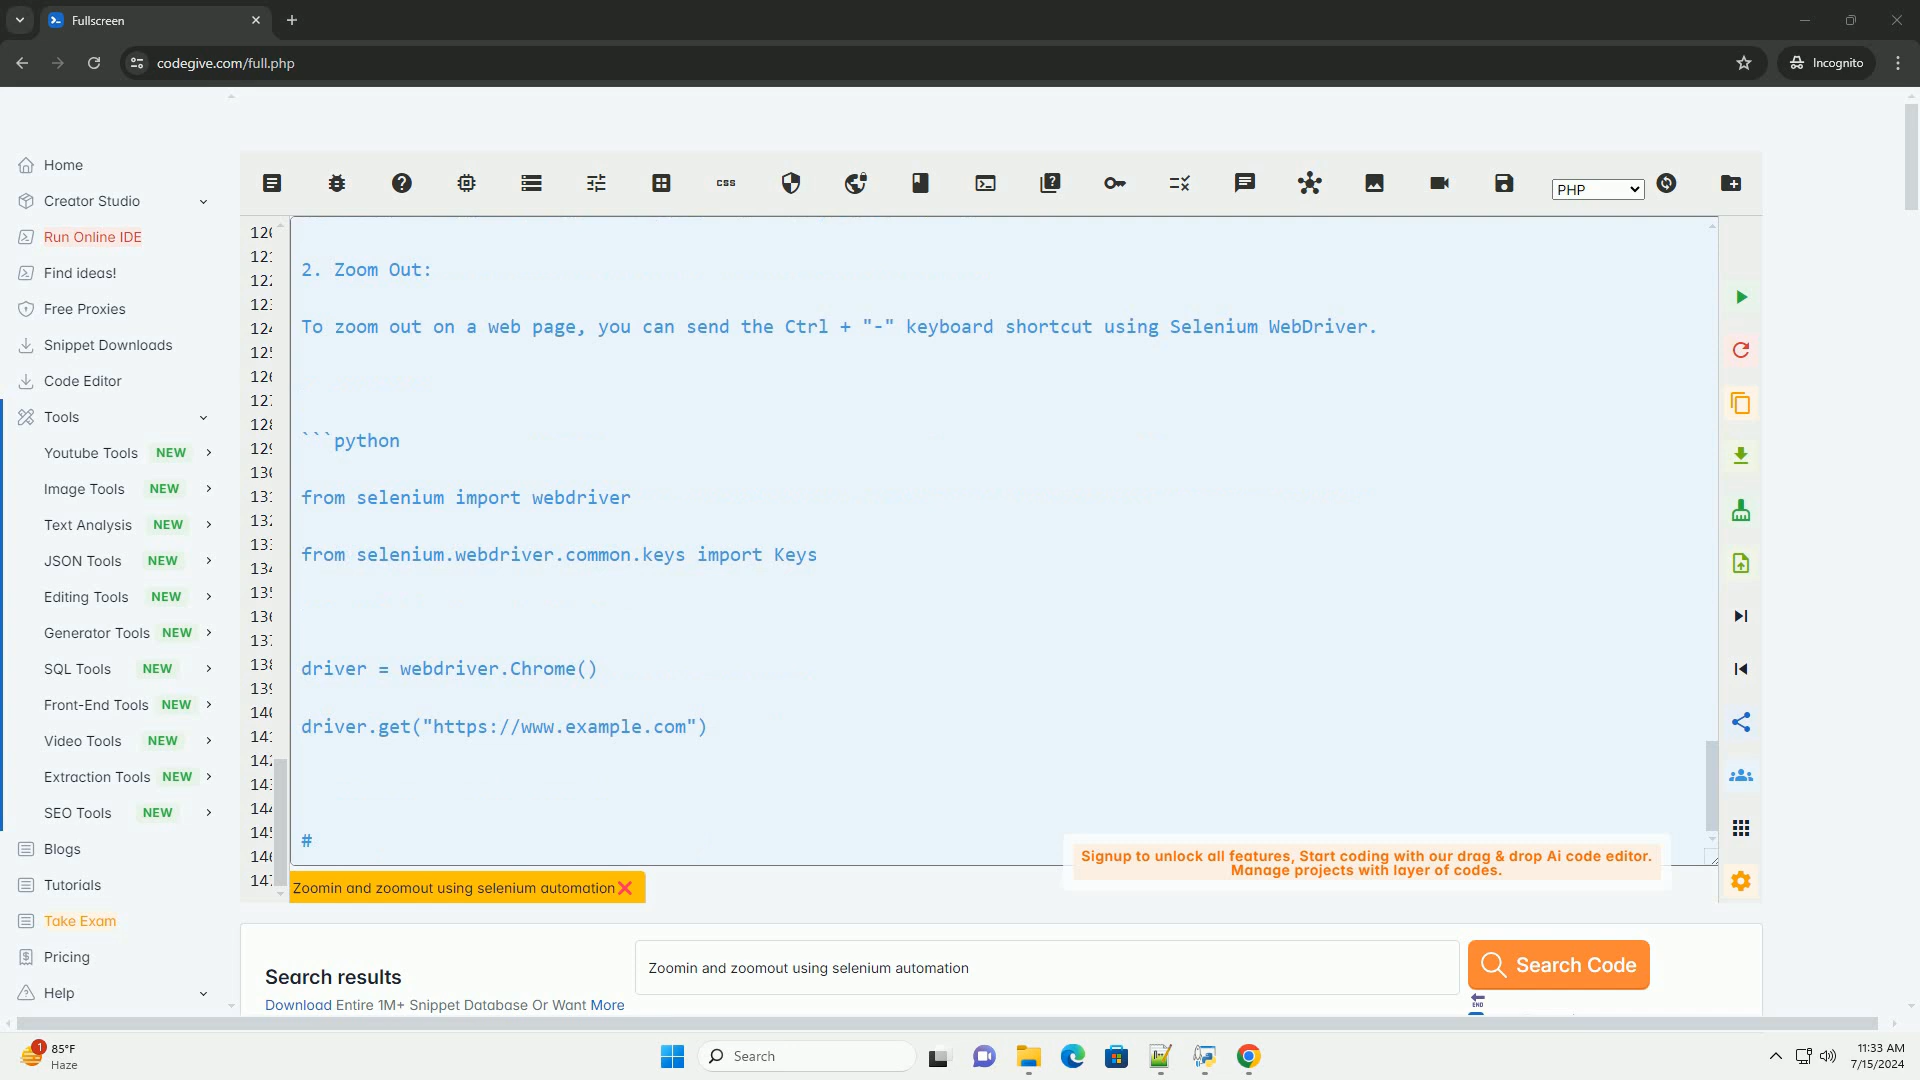 Fullscreen
codegive.com/full.php
Incognito
Home
Creator Studio
Run Online IDE
Find ideas!
Free Proxies
Snippet Downloads
Code Editor
Tools
Youtube Tools NEW
Image Tools NEW
Text Analysis NEW
JSON Tools NEW
Editing Tools NEW
Generator Tools NEW
SQL Tools NEW
Front-End Tools NEW
Video Tools NEW
Extraction Tools NEW
SEO Tools NEW
Blogs
Tutorials
Take Exam
Pricing
Help
CSS
PHP
2. Zoom Out:
To zoom out on a web page, you can send the Ctrl + "-" keyboard shortcut using Selenium WebDriver.
```python
from selenium import webdriver
from selenium.webdriver.common.keys import Keys
driver = webdriver.Chrome()
driver.get("https://www.example.com")
#
Signup to unlock all features, Start coding with our drag & drop Ai code editor.
Manage projects with layer of codes.
Zoomin and zoomout using selenium automation
Search results
Download Entire 1M+ Snippet Database Or Want More
Zoomin and zoomout using selenium automation
Search Code
END
1
85°F
Haze
Search
11:33 AM
7/15/2024